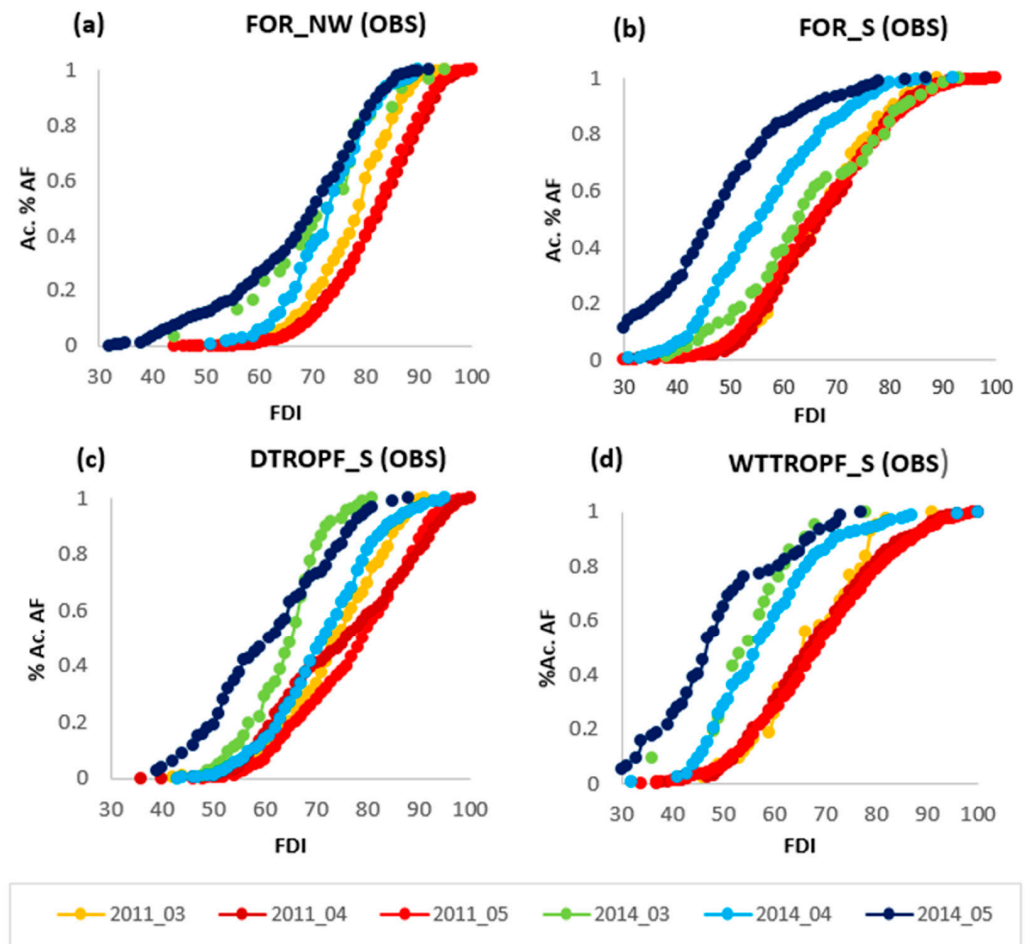 (a) FOR_NW (OBS)
1
0.8
0.6
0.4
0.2
0
Ac. % AF
30 40 50 60 70 80 90 100
FDI
(b) FOR_S (OBS)
1
0.8
0.6
0.4
0.2
0
Ac. % AF
30 40 50 60 70 80 90 100
FDI
(c) DTROPF_S (OBS)
1
0.8
0.6
0.4
0.2
0
% Ac. AF
30 40 50 60 70 80 90 100
FDI
(d) WTTROPF_S (OBS)
1
0.8
0.6
0.4
0.2
0
%Ac. AF
30 40 50 60 70 80 90 100
FDI
2011_03 2011_04 2011_05 2014_03 2014_04 2014_05